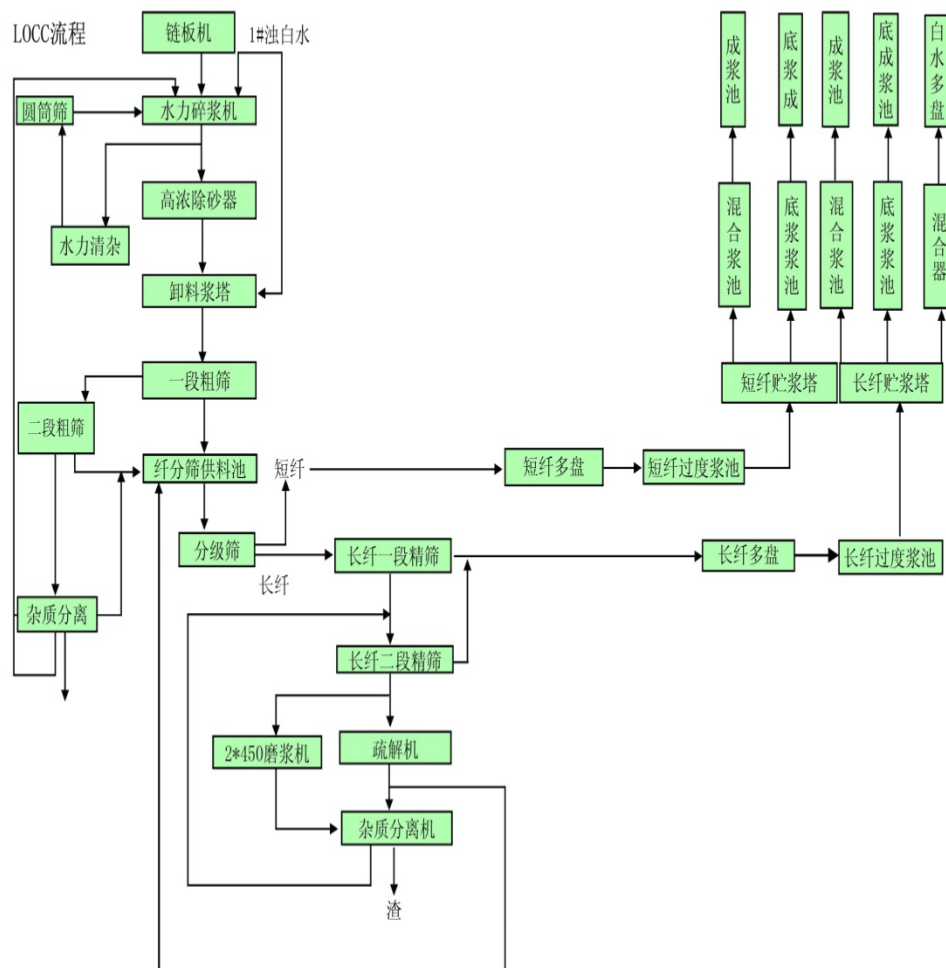 LOCC流程
链板机
1#浊白水
圆筒筛
水力碎浆机
高浓除砂器
水力清杂
卸料浆塔
一段粗筛
二段粗筛
纤分筛供料池
短纤
短纤多盘
短纤过度浆池
分级筛
长纤
长纤一段精筛
长纤多盘
长纤过度浆池
杂质分离
长纤二段精筛
2*450磨浆机
疏解机
杂质分离机
渣
成浆池
底浆成
成浆池
底成浆池
白水多盘
混合浆池
底浆浆池
混合浆池
底浆浆池
混合器
短纤贮浆塔
长纤贮浆塔